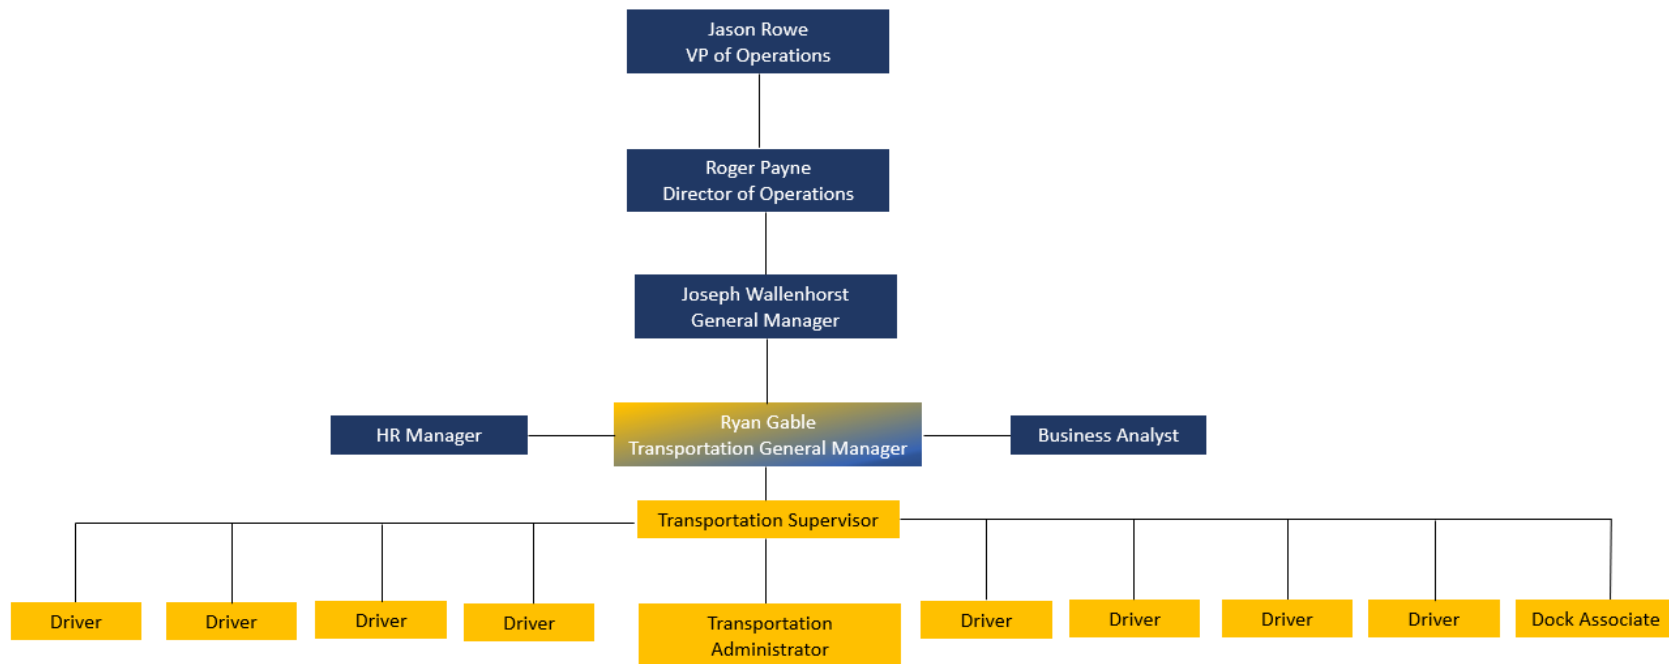 Jason Rowe
VP of Operations
Roger Payne
Director of Operations
Joseph Wallenhorst
General Manager
HR Manager
Ryan Gable
Transportation General Manager
Business Analyst
Transportation Supervisor
Driver
Driver
Driver
Driver
Transportation
Administrator
Driver
Driver
Driver
Driver
Dock Associate